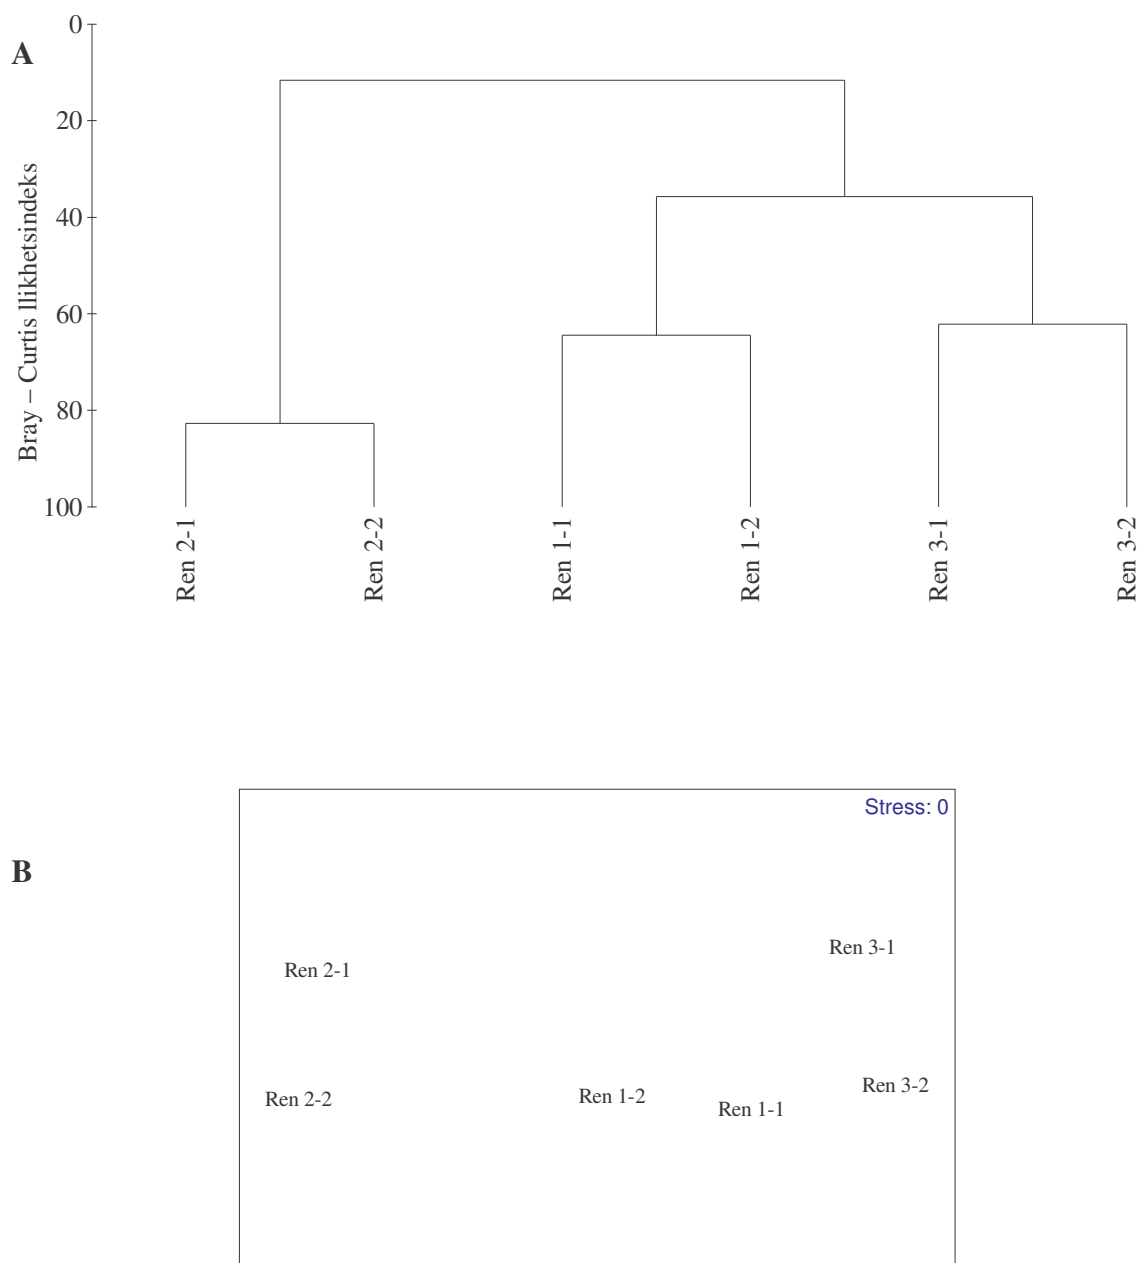 A
0
20
40
60
80
100
Bray – Curtis llikhetsindeks
Ren 2-1
Ren 2-2
Ren 1-1
Ren 1-2
Ren 3-1
Ren 3-2
B
Stress: 0
Ren 3-1
Ren 2-1
Ren 3-2
Ren 2-2
Ren 1-2
Ren 1-1